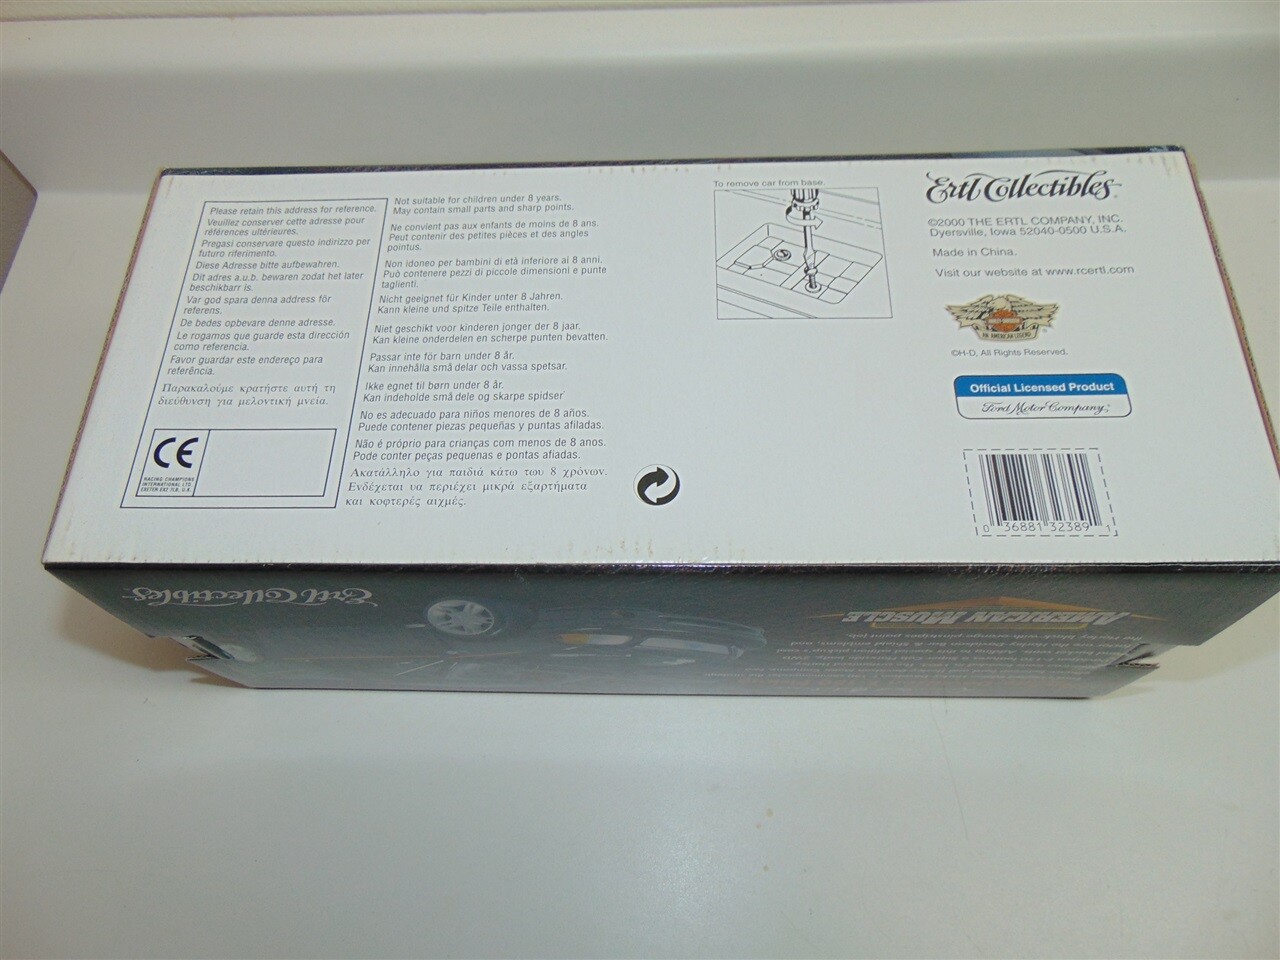 Please retain this address for reference.
Veuillez conserver cette adresse pour
références ultérieures.
Pregasi conservare questo indirizzo per
futuro riferimento.
Diese Adresse bitte aufbewahren.
Dit adres a.u.b. bewaren zodat het later
beschikbarr is.
Var god spara denna address för
referens.
De bedes opbevare denne adresse.
Le rogamos que guarde esta dirección
como referencia.
Favor guardar este endereço para
referência.
Παρακαλούμε κρατήστε αυτή τη
διεύθυνση για μελοντική μνεία.
CE
RACING CHAMPIONS
INTERNATIONAL LTD
EXETER-EX2 7LB, U.K.
Not suitable for children under 8 years.
May contain small parts and sharp points.
Ne convient pas aux enfants de moins de 8 ans.
Peut contenir des petites pièces et des angles
pointus.
Non idoneo per bambini di età inferiore ai 8 anni.
Può contenere pezzi di piccole dimensioni e punte
taglienti.
Nicht geeignet für Kinder unter 8 Jahren.
Kann kleine und spitze Teile enthalten.
Niet geschikt voor kinderen jonger der 8 jaar.
Kan kleine onderdelen en scherpe punten bevatten.
Passar inte för barn under 8 år.
Kan innehålla små delar och vassa spetsar.
Ikke egnet til børn under 8 år.
Kan indeholde små dele og skarpe spidser
No es adecuado para niños menores de 8 años.
Puede contener piezas pequeñas y puntas afiladas.
Não é próprio para crianças com menos de 8 anos.
Pode conter peças pequenas e pontas afiadas.
Ακατάλληλο για παιδιά κάτω του 8 χρόνων.
Ενδέχεται υα περιέχει μικρά εξαρτήματα
και κοφτερές αιχμές.
To remove car from base.
Ertl Collectibles
©2000 THE ERTL COMPANY, INC.
Dyersville, Iowa 52040-0500 U.S.A.
Made in China.
Visit our website at www.rcertl.com
AN AMERICAN LEGEND
©H-D, All Rights Reserved.
Official Licensed Product
Ford Motor Company
0 36881 32389 1
Ertl Collectibles
AMERICAN MUSCLE